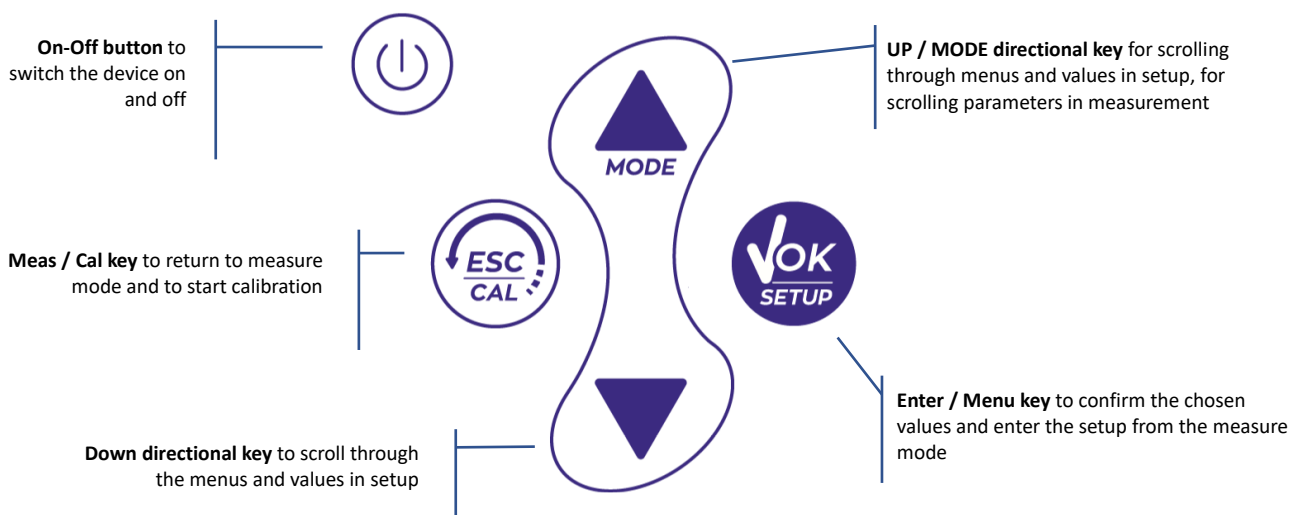 On-Off button to
switch the device on
and off
UP / MODE directional key for scrolling
through menus and values in setup, for
scrolling parameters in measurement
MODE
Meas / Cal key to return to measure
mode and to start calibration
ESC
CAL
OK
SETUP
Down directional key to scroll through
the menus and values in setup
Enter / Menu key to confirm the chosen
values and enter the setup from the measure
mode